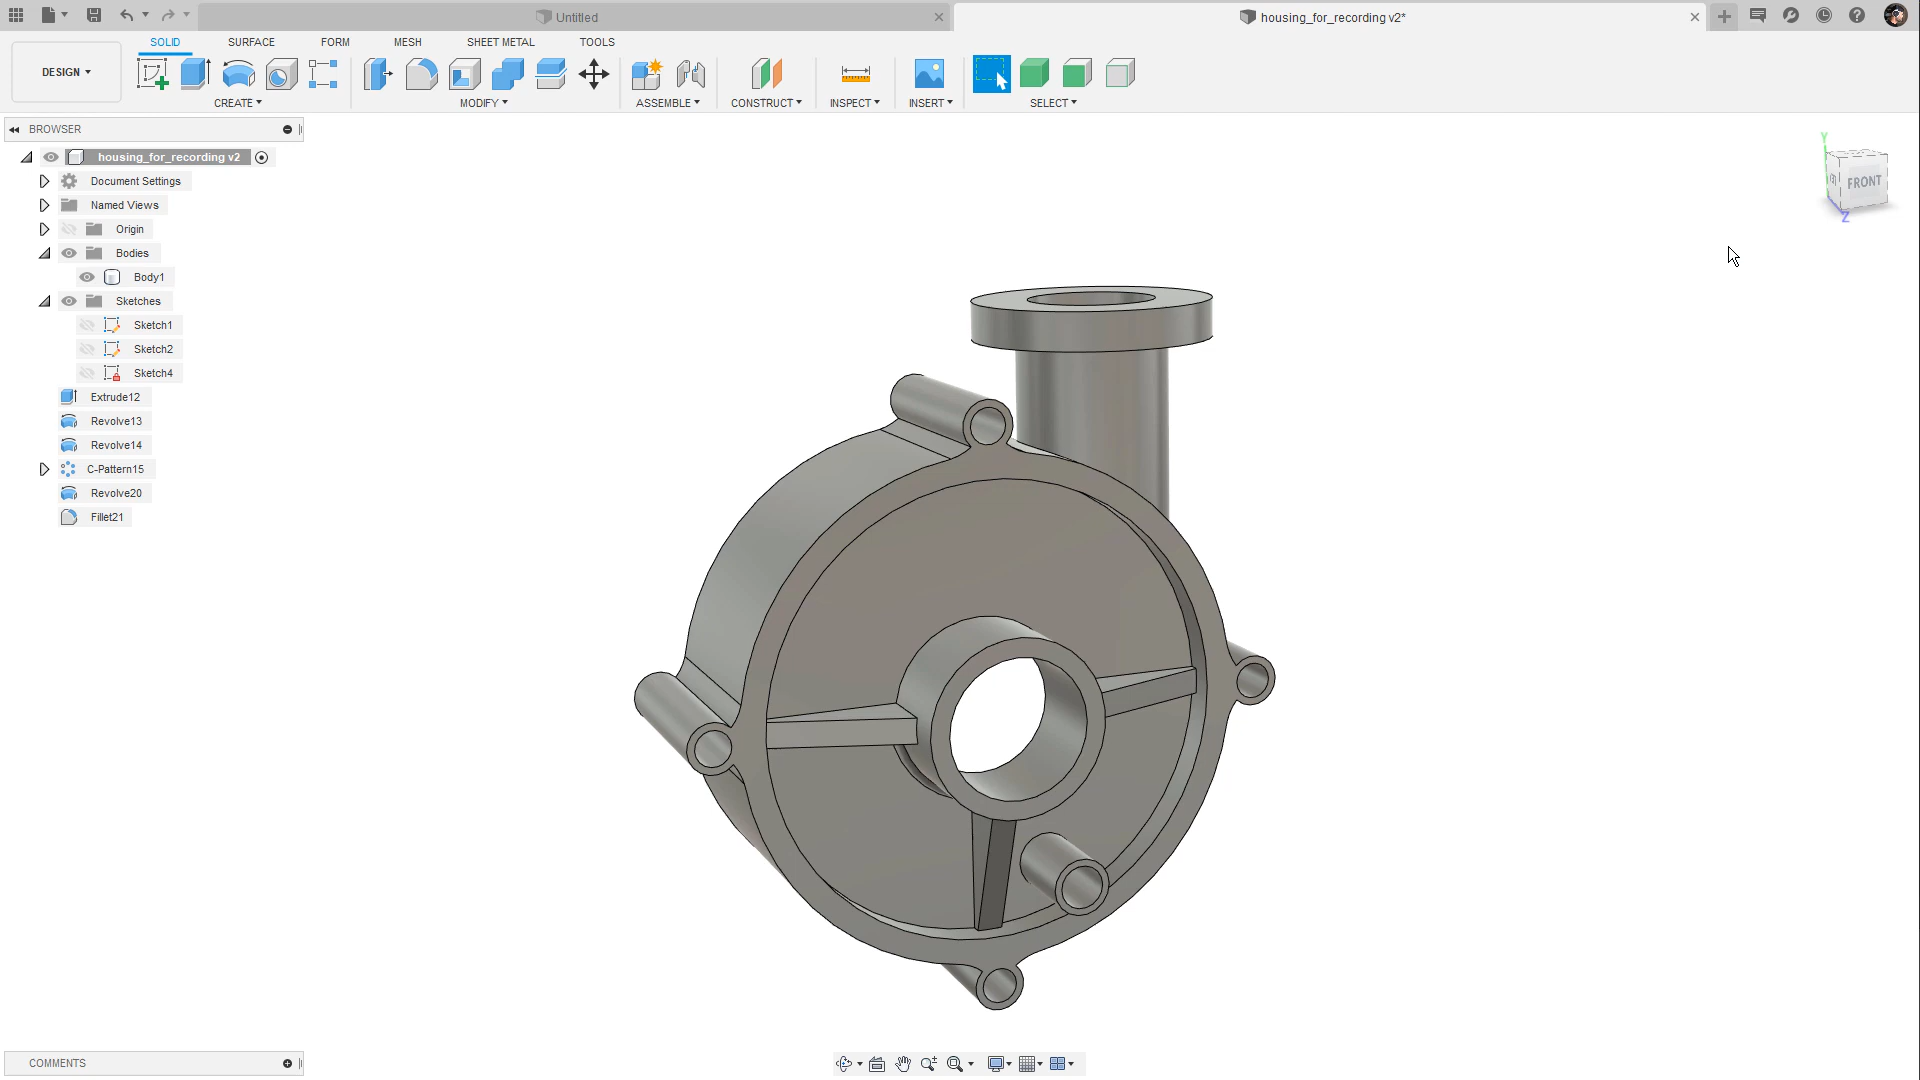 Untitled
housing_for_recording v2*
SOLID
SURFACE
FORM
MESH
SHEET METAL
TOOLS
DESIGN
CREATE
MODIFY
ASSEMBLE
CONSTRUCT
INSPECT
INSERT
SELECT
BROWSER
housing_for_recording v2
Document Settings
Named Views
Origin
Bodies
Body1
Sketches
Sketch1
Sketch2
Sketch4
Extrude12
Revolve13
Revolve14
C-Pattern15
Revolve20
Fillet21
Y
FRONT
Z
COMMENTS